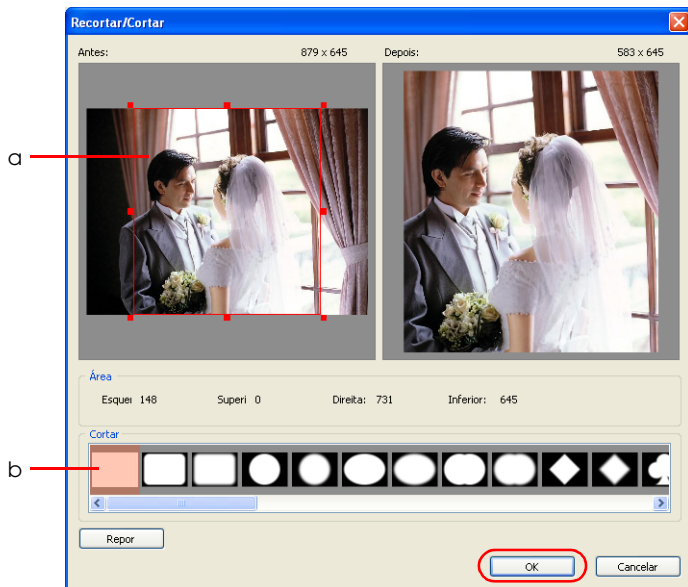 Recortar/Cortar
Antes: 879 x 645 Depois: 583 x 645
a
Área
Esquei 148 Superi 0 Direita: 731 Inferior: 645
Cortar
b
Repor
OK Cancelar